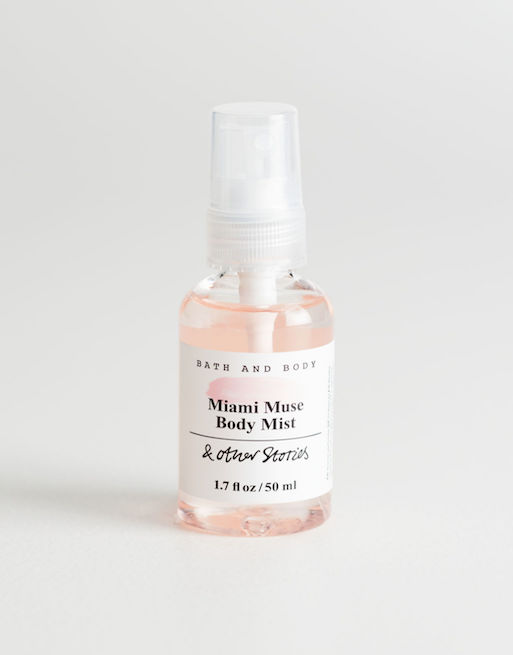 BATH AND BODY
Miami Muse
Body Mist
& other Stories
1.7 fl oz / 50 ml